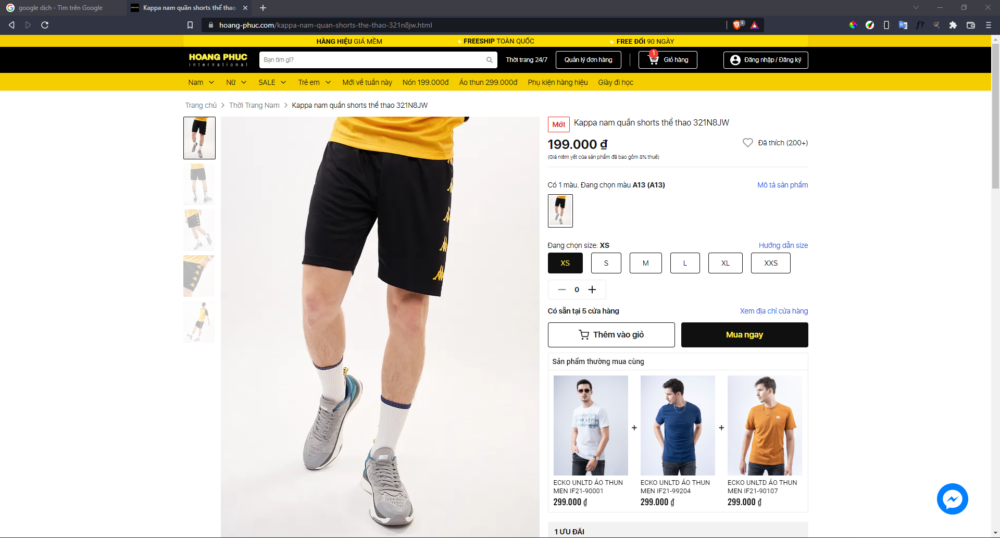 google dịch - Tìm trên Google
Kappa nam quần shorts thể thao
hoang-phuc.com/kappa-nam-quan-shorts-the-thao-321n8jw.html
5
f?
HÀNG HIỆU GIÁ MỀM
FREESHIP TOÀN QUỐC
FREE ĐỔI 90 NGÀY
HOANG PHUC
international
Bạn tìm gì?
Thời trang 24/7
Quản lý đơn hàng
1
Giỏ hàng
Đăng nhập / Đăng ký
Nam
Nữ
SALE
Trẻ em
Mới về tuần này
Nón 199.000đ
Áo thun 299.000đ
Phụ kiện hàng hiệu
Giày đi học
Trang chủ > Thời Trang Nam > Kappa nam quần shorts thể thao 321N8JW
Mới
Kappa nam quần shorts thể thao 321N8JW
199.000 ₫
Đã thích (200+)
(Giá niêm yết của sản phẩm đã bao gồm 8% thuế)
Có 1 màu. Đang chọn màu A13 (A13)
Mô tả sản phẩm
Đang chọn size: XS
Hướng dẫn size
XS
S
M
L
XL
XXS
— 0 +
Có sẵn tại 5 cửa hàng
Xem địa chỉ cửa hàng
Thêm vào giỏ
Mua ngay
Sản phẩm thường mua cùng
+
+
ECKO UNLTD ÁO THUN
MEN IF21-90001
299.000 ₫
ECKO UNLTD ÁO THUN
MEN IF21-99204
299.000 ₫
ECKO UNLTD ÁO THUN
MEN IF21-90107
299.000 ₫
1 ƯU ĐÃI